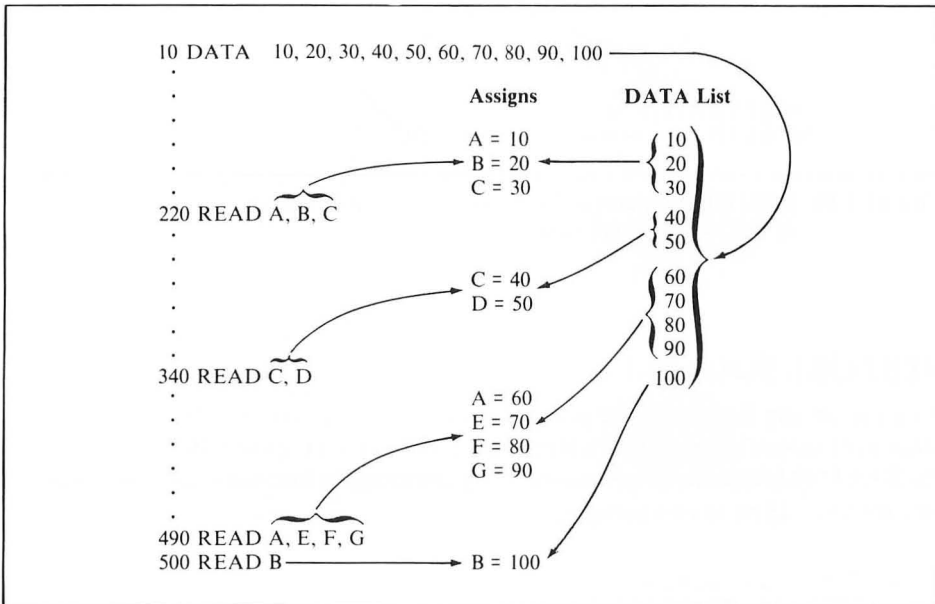 10 DATA 10, 20, 30, 40, 50, 60, 70, 80, 90, 100
Assigns DATA List
A = 10 10
B = 20 20
C = 30 30
220 READ A, B, C
40
50
C = 40 60
D = 50 70
80
90
340 READ C, D
100
A = 60
E = 70
F = 80
G = 90
490 READ A, E, F, G
500 READ B B = 100